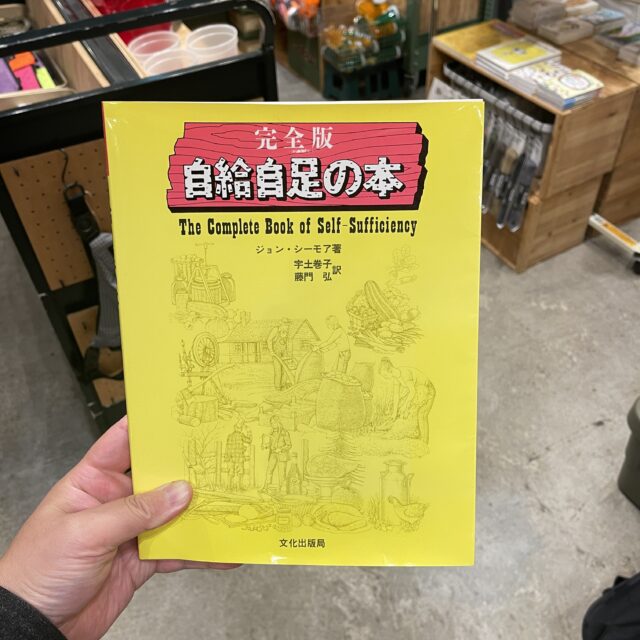 完全版
自給自足の本
The Complete Book of Self-Sufficiency
ジョン・シーモア著
宇土巻子
藤門 弘 訳
文化出版局